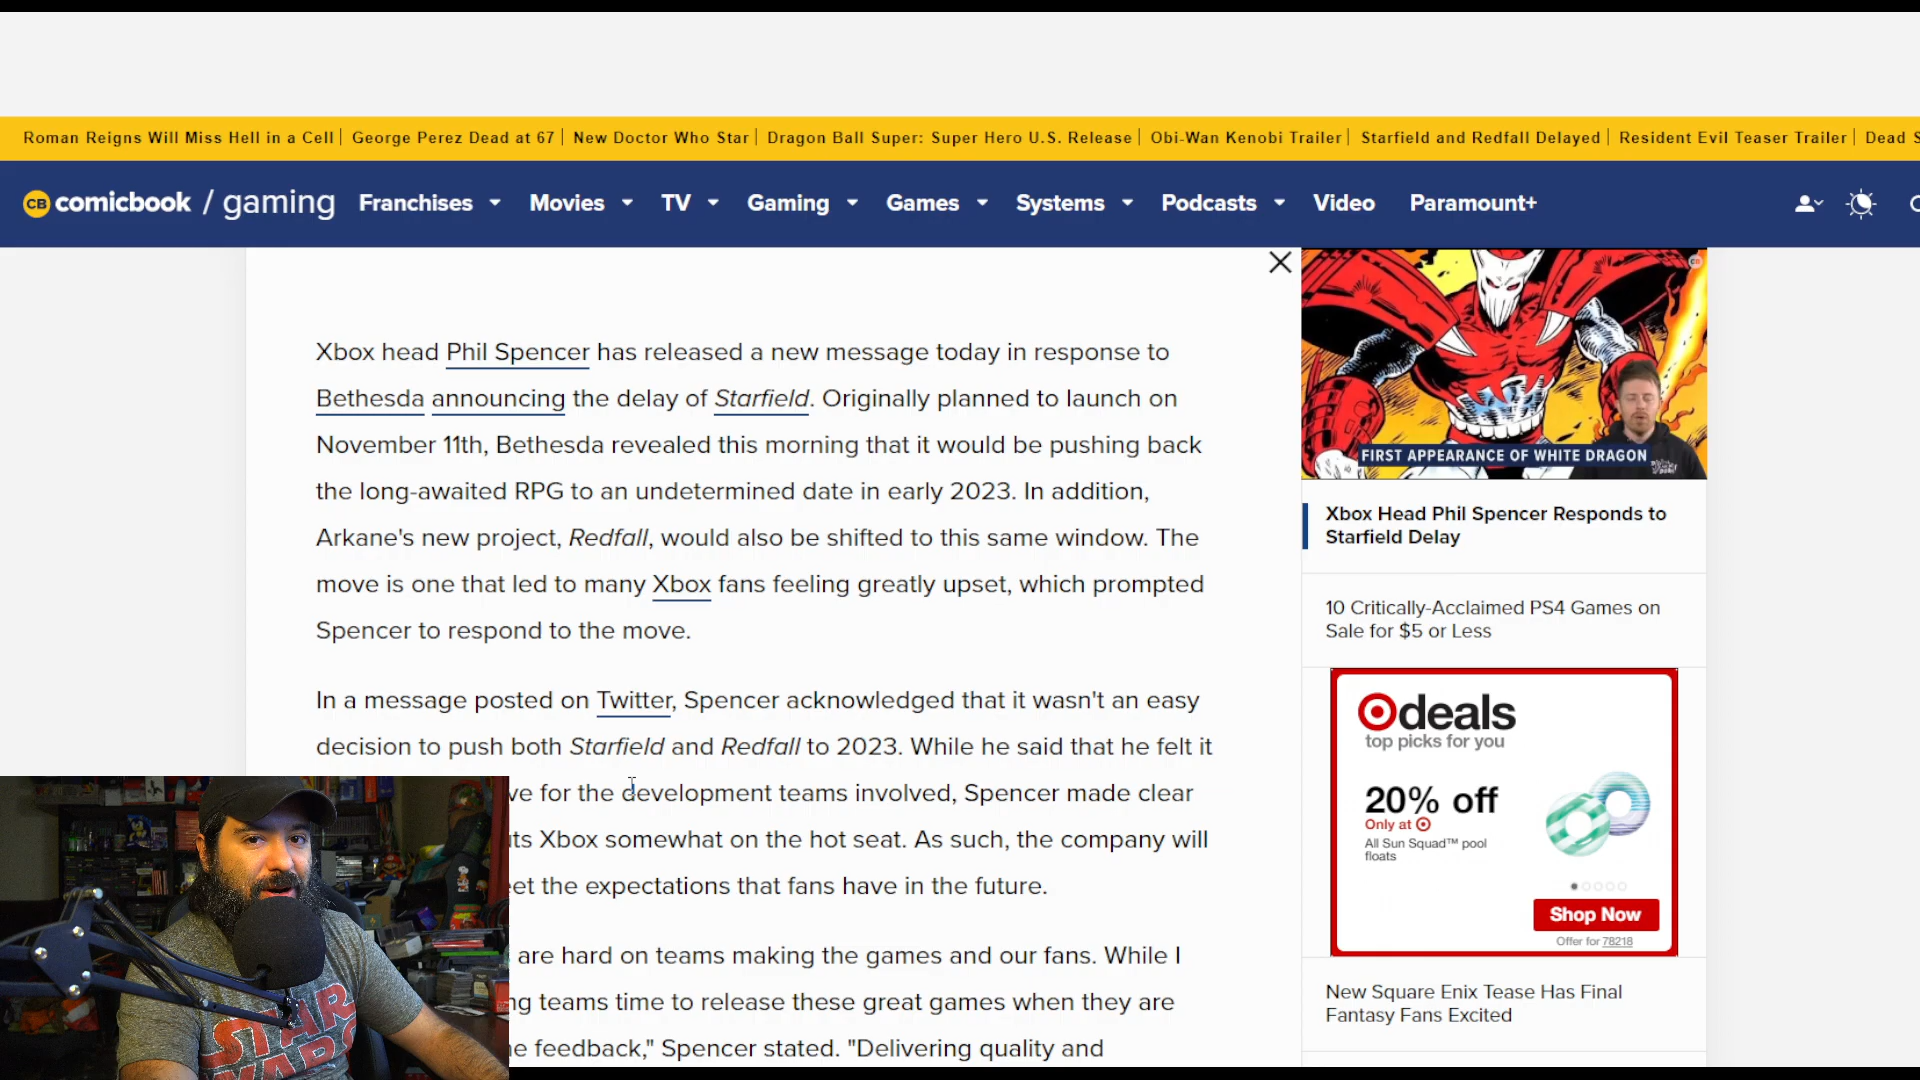 Roman Reigns Will Miss Hell in a Cell | George Perez Dead at 67 | New Doctor Who Star | Dragon Ball Super: Super Hero U.S. Release | Obi-Wan Kenobi Trailer | Starfield and Redfall Delayed | Resident Evil Teaser Trailer | Dead S
CB comicbook / gaming Franchises Movies TV Gaming Games Systems Podcasts Video Paramount+
Xbox head Phil Spencer has released a new message today in response to
Bethesda announcing the delay of Starfield. Originally planned to launch on
November 11th, Bethesda revealed this morning that it would be pushing back
the long-awaited RPG to an undetermined date in early 2023. In addition,
Arkane's new project, Redfall, would also be shifted to this same window. The
move is one that led to many Xbox fans feeling greatly upset, which prompted
Spencer to respond to the move.
In a message posted on Twitter, Spencer acknowledged that it wasn't an easy
decision to push both Starfield and Redfall to 2023. While he said that he felt it
ve for the development teams involved, Spencer made clear
uts Xbox somewhat on the hot seat. As such, the company will
et the expectations that fans have in the future.
are hard on teams making the games and our fans. While I
ng teams time to release these great games when they are
e feedback," Spencer stated. "Delivering quality and
FIRST APPEARANCE OF WHITE DRAGON
Xbox Head Phil Spencer Responds to
Starfield Delay
10 Critically-Acclaimed PS4 Games on
Sale for $5 or Less
deals
top picks for you
20% off
Only at
All Sun Squad™ pool
floats
Shop Now
Offer for 78218
New Square Enix Tease Has Final
Fantasy Fans Excited
STAR
WARS